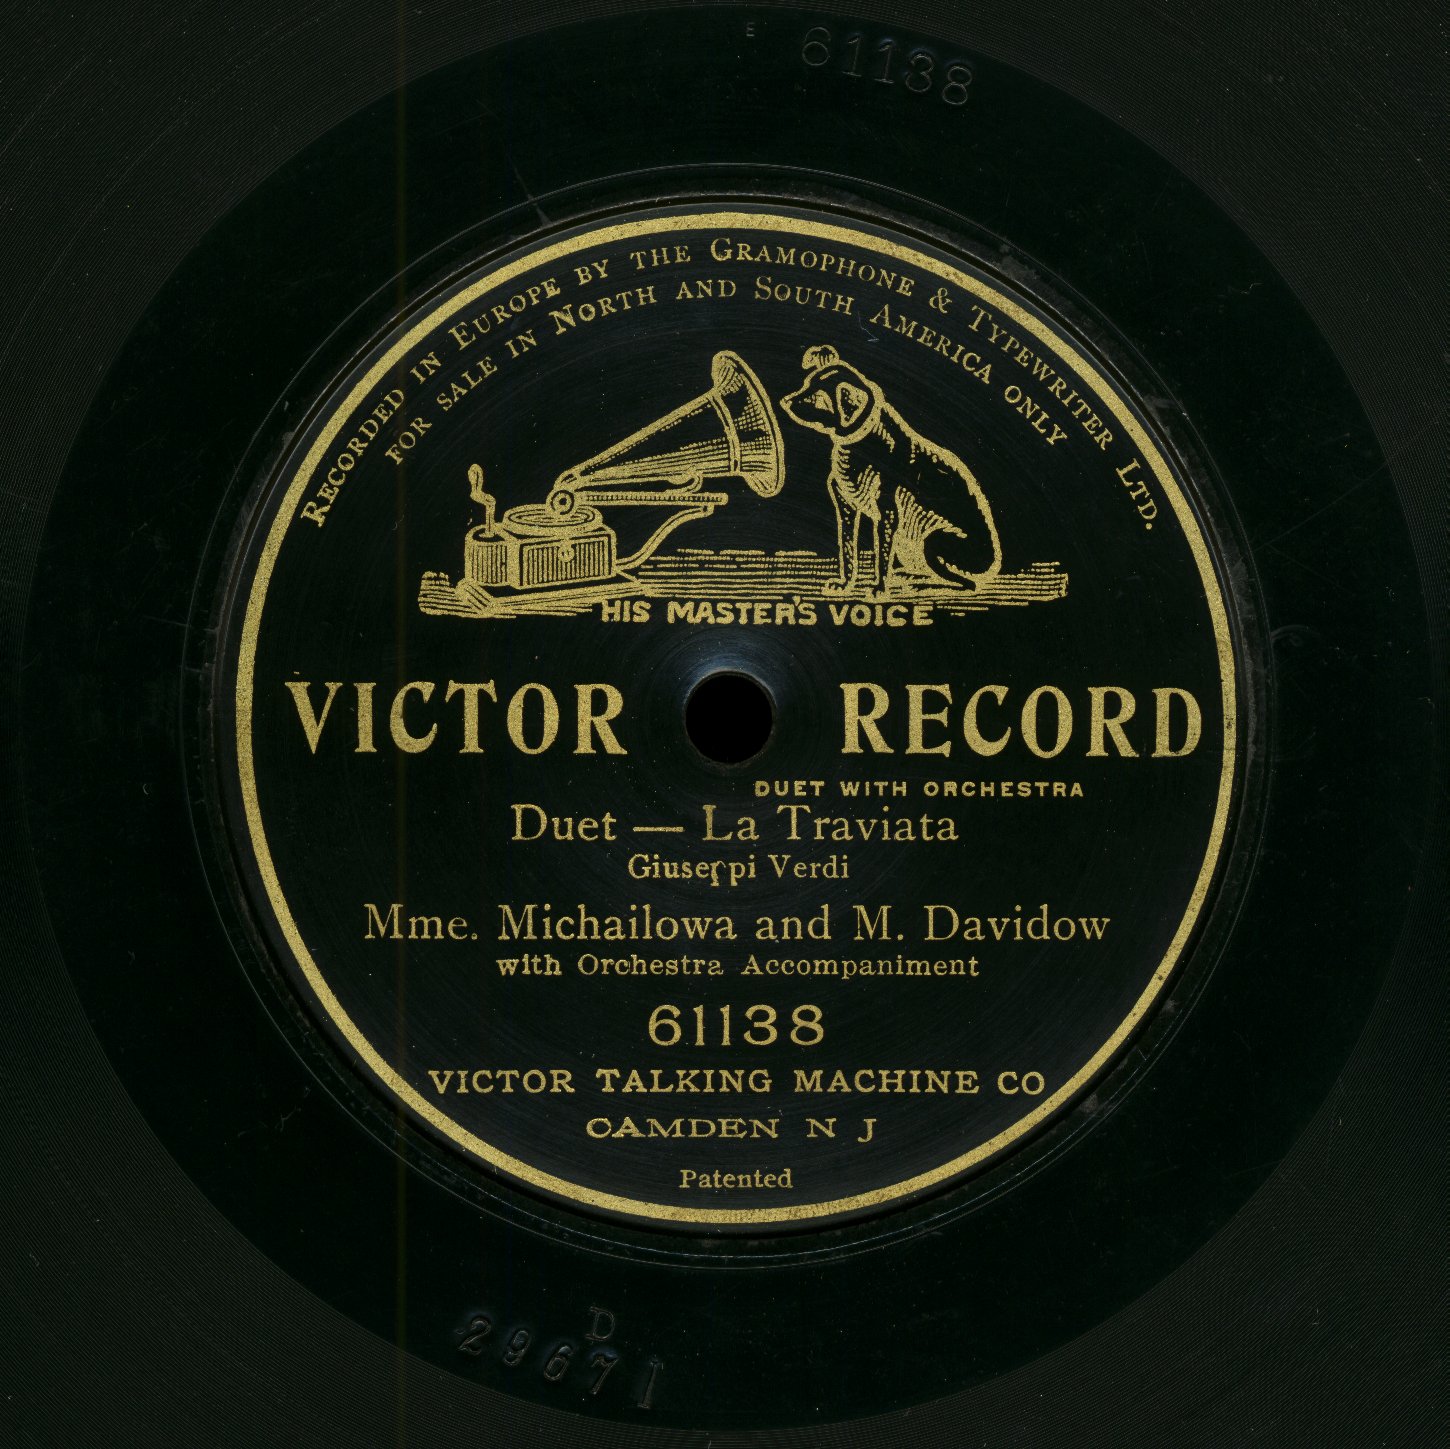 E 61138
RECORDED IN EUROPE BY THE GRAMOPHONE & TYPEWRITER LTD.
FOR SALE IN NORTH AND SOUTH AMERICA ONLY
HIS MASTER'S VOICE
VICTOR RECORD
DUET WITH ORCHESTRA
Duet — La Traviata
Giuseppi Verdi
Mme. Michailowa and M. Davidow
with Orchestra Accompaniment
61138
VICTOR TALKING MACHINE CO
CAMDEN N J
Patented
D
29671